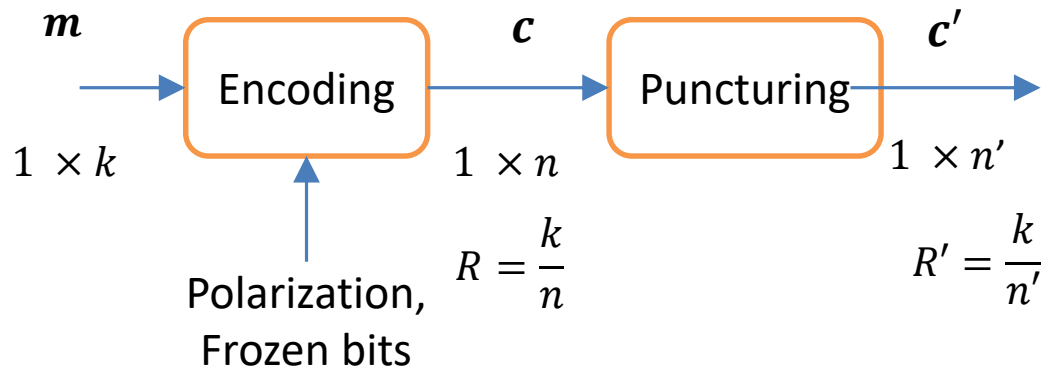 m c c′
Encoding Puncturing
1 × k 1 × n 1 × n′
R = k/n R′ = k/n′
Polarization,
Frozen bits